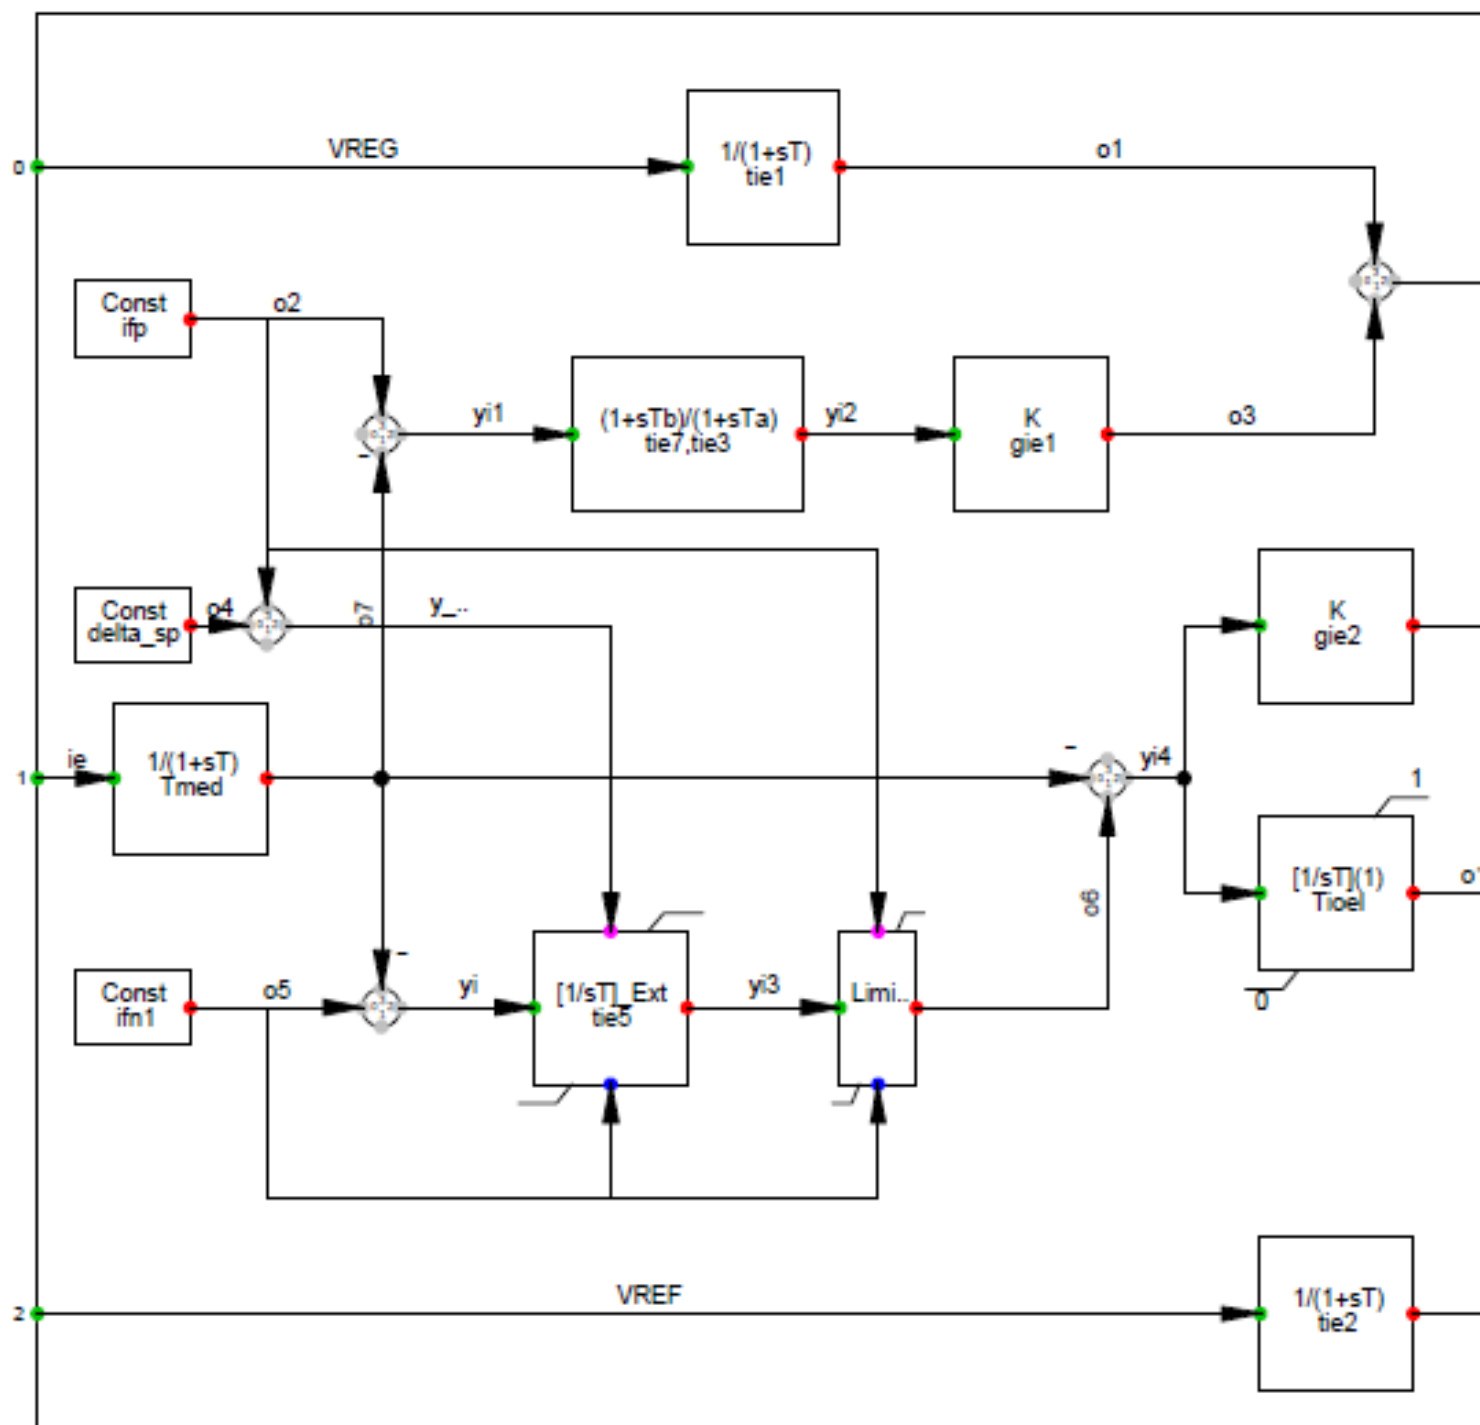 VREG
0
1/(1+sT)
tie1
o1
Const
ifp
o2
yi1
(1+sTb)/(1+sTa)
tie7,tie3
yi2
K
gie1
o3
-
Const
delta_sp
o4
o7
y_..
K
gie2
1
ie
1/(1+sT)
Tmed
-
yi4
1
[1/sT](1)
Tioel
0
o6
-
Const
ifn1
o5
yi
[1/sT]_Ext
tie5
yi3
Limi..
2
VREF
1/(1+sT)
tie2